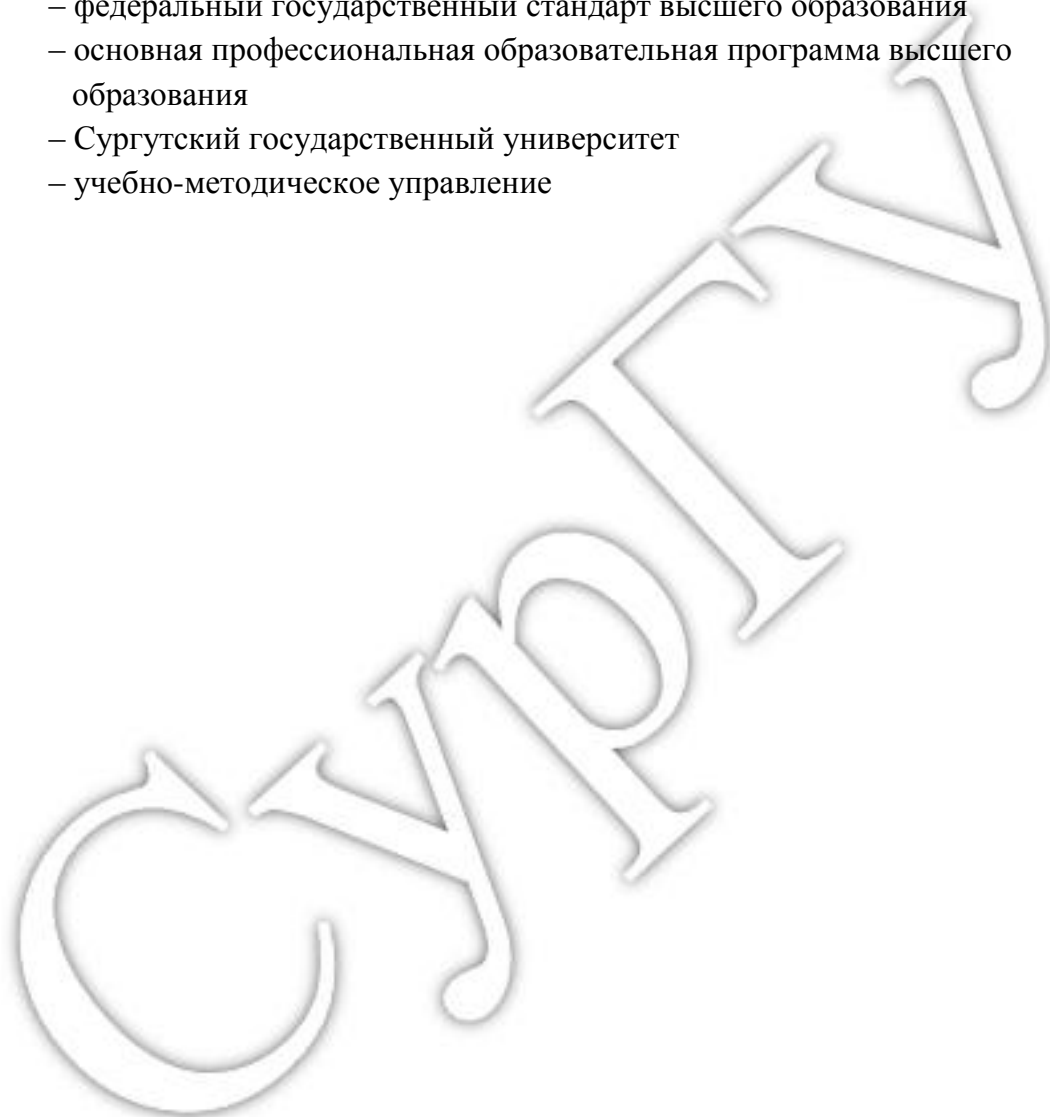 – федеральный государственный стандарт высшего образования
– основная профессиональная образовательная программа высшего
образования
– Сургутский государственный университет
– учебно-методическое управление
СурГУ